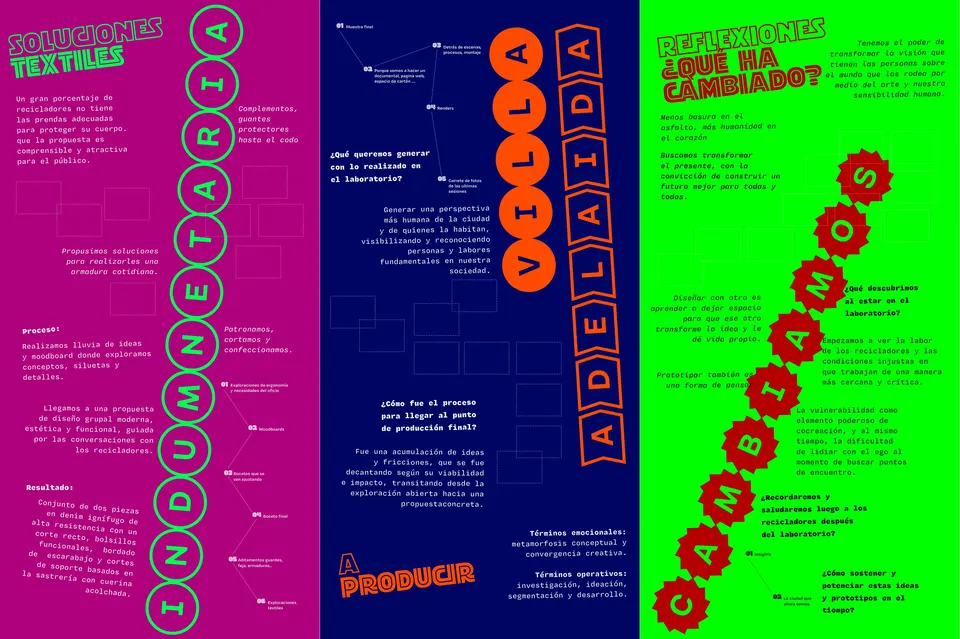 SOLUCIONES
TEXTILES
Un gran porcentaje de
recicladores no tiene
las prendas adecuadas
para proteger su cuerpo.
que la propuesta es
comprensible y atractiva
para el público.
Complementos,
guantes
protectores
hasta el codo
Propusimos soluciones
para realizarles una
armadura cotidiana.
Proceso:
Realizamos lluvia de ideas
y moodboard donde exploramos
conceptos, siluetas y
detalles.
Patronamos,
cortamos y
confeccionamos.
Llegamos a una propuesta
de diseño grupal moderna,
estética y funcional, guiada
por las conversaciones con
los recicladores.
Resultado:
Conjunto de dos piezas
en denim ignífugo de
alta resistencia con un
corte recto, bolsillos
funcionales, bordado
de escarabajo y cortes
de soporte basados en
la sastrería con cuerina
acolchada.
INDUMNETARIA
01 Exploraciones de ergonomía
y necesidades del oficio
02 Moodboards
03 Bocetos que se
van ajustando
04 Boceto final
05 Aditamentos guantes,
faja, armaduras..
06 Exploraciones
textiles
01 Muestra final
02 Detrás de escenas,
procesos, montaje
03 Porque vamos a hacer un
documental, pagina web,
espacio de cartón ...
04 Renders
05 Carrete de fotos
de las ultimas
sesiones
¿Qué queremos generar
con lo realizado en
el laboratorio?
Generar una perspectiva
más humana de la ciudad
y de quienes la habitan,
visibilizando y reconociendo
personas y labores
fundamentales en nuestra
sociedad.
VILLA
ADELAIDA
¿Cómo fue el proceso
para llegar al punto
de producción final?
Fue una acumulación de ideas
y fricciones, que se fue
decantando según su viabilidad
e impacto, transitando desde la
exploración abierta hacia una
propuestaconcreta.
Términos emocionales:
metamorfosis conceptual y
convergencia creativa.
Términos operativos:
investigación, ideación,
segmentación y desarrollo.
A
PRODUCIR
REFLEXIONES
¿QUÉ HA
CAMBIADO?
Tenemos el poder de
transformar la visión que
tienen las personas sobre
el mundo que las rodea por
medio del arte y nuestra
sensibilidad humana.
Menos basura en el
asfalto, más humanidad en
el corazón
Buscamos transformar
el presente, con la
convicción de construir un
futuro mejor para todas y
todos.
CAMBIAMOS
Diseñar con otro es
aprender a dejar espacio
para que ese otro
transforme la idea y le
dé vida propia.
Prototipar también es
una forma de
¿Qué descubrimos
al estar en el
laboratorio?
Empezamos a ver la labor
de los recicladores y las
condiciones injustas en
que trabajan de una manera
más cercana y crítica.
La vulnerabilidad como
elemento poderoso de
cocreación, y al mismo
tiempo, la dificultad
de lidiar con el ego al
momento de buscar puntos
de encuentro.
¿Recordaremos y
saludaremos luego a los
recicladores después
del laboratorio?
01 Insights
02 La ciudad que
ahora somos
¿Cómo sostener y
potenciar estas ideas
y prototipos en el
tiempo?